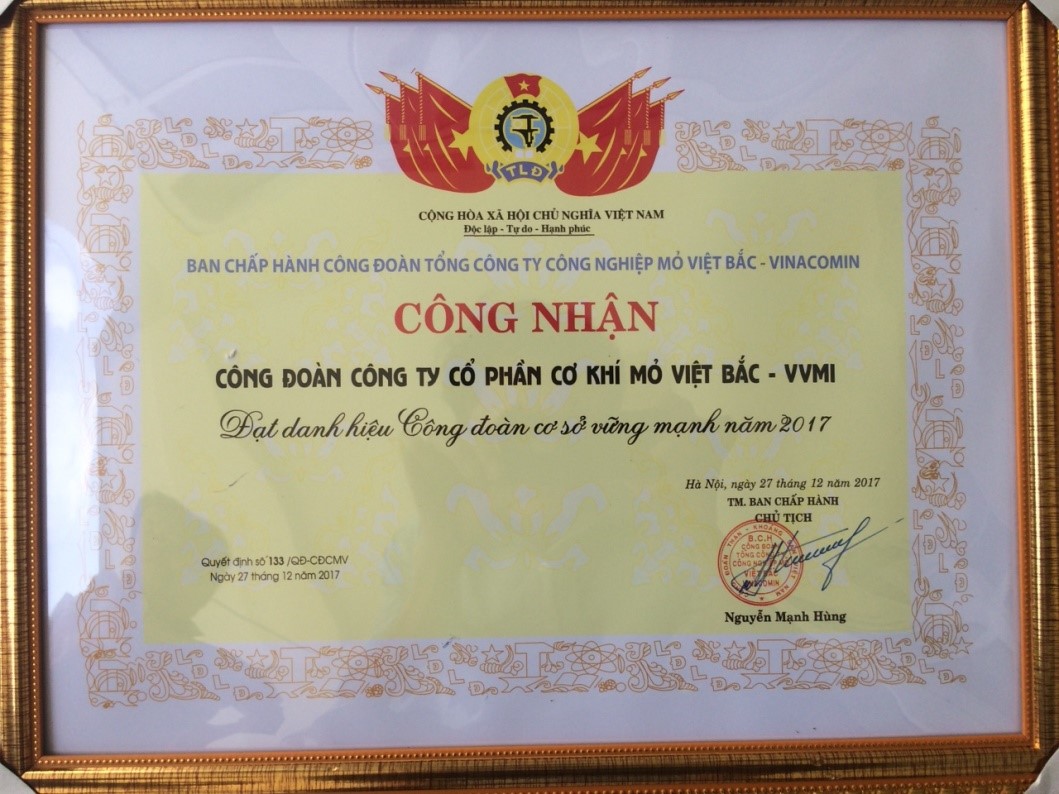 TLĐ
CỘNG HÒA XÃ HỘI CHỦ NGHĨA VIỆT NAM
Độc lập - Tự do - Hạnh phúc
BAN CHẤP HÀNH CÔNG ĐOÀN TỔNG CÔNG TY CÔNG NGHIỆP MỎ VIỆT BẮC - VINACOMIN
CÔNG NHẬN
CÔNG ĐOÀN CÔNG TY CỔ PHẦN CƠ KHÍ MỎ VIỆT BẮC - VVMI
Đạt danh hiệu Công đoàn cơ sở vững mạnh năm 2017
Hà Nội, ngày 27 tháng 12 năm 2017
TM. BAN CHẤP HÀNH
CHỦ TỊCH
B.C.H
Nguyễn Mạnh Hùng
Quyết định số 133 /QĐ-CĐCMV
Ngày 27 tháng 12 năm 2017